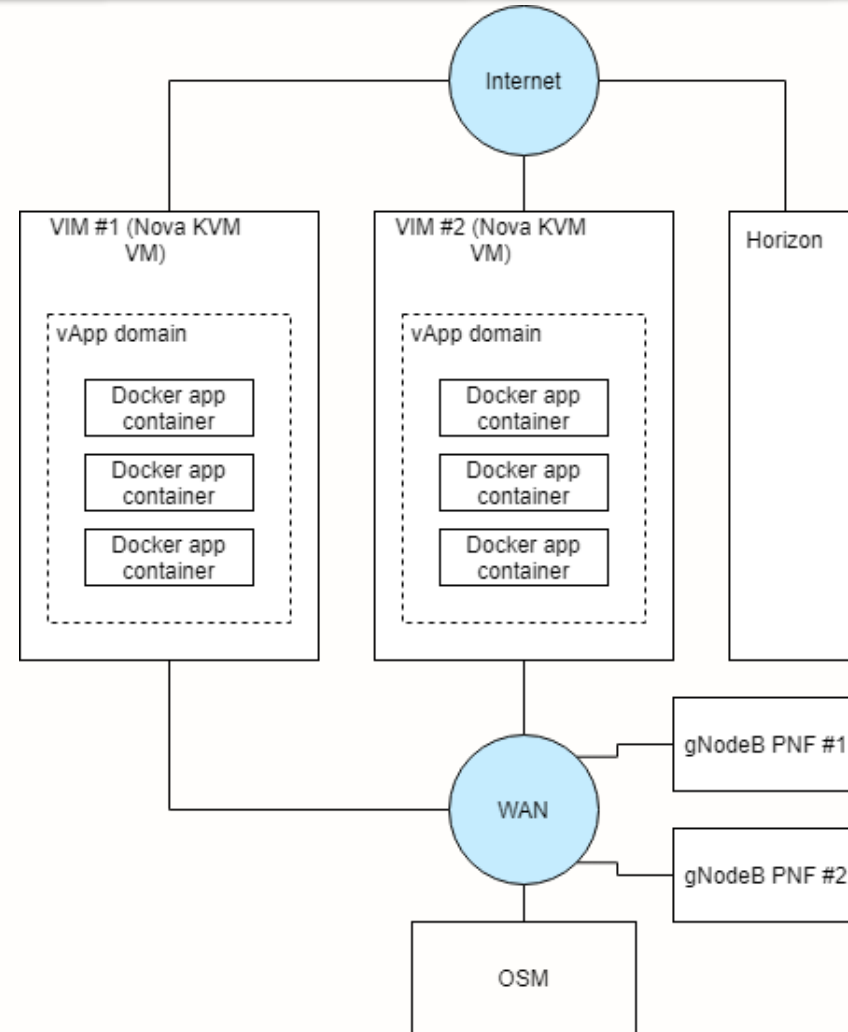 Internet
VIM #1 (Nova KVM
VM)
vApp domain
Docker app
container
Docker app
container
Docker app
container
VIM #2 (Nova KVM
VM)
vApp domain
Docker app
container
Docker app
container
Docker app
container
Horizon
gNodeB PNF #1
WAN
gNodeB PNF #2
OSM